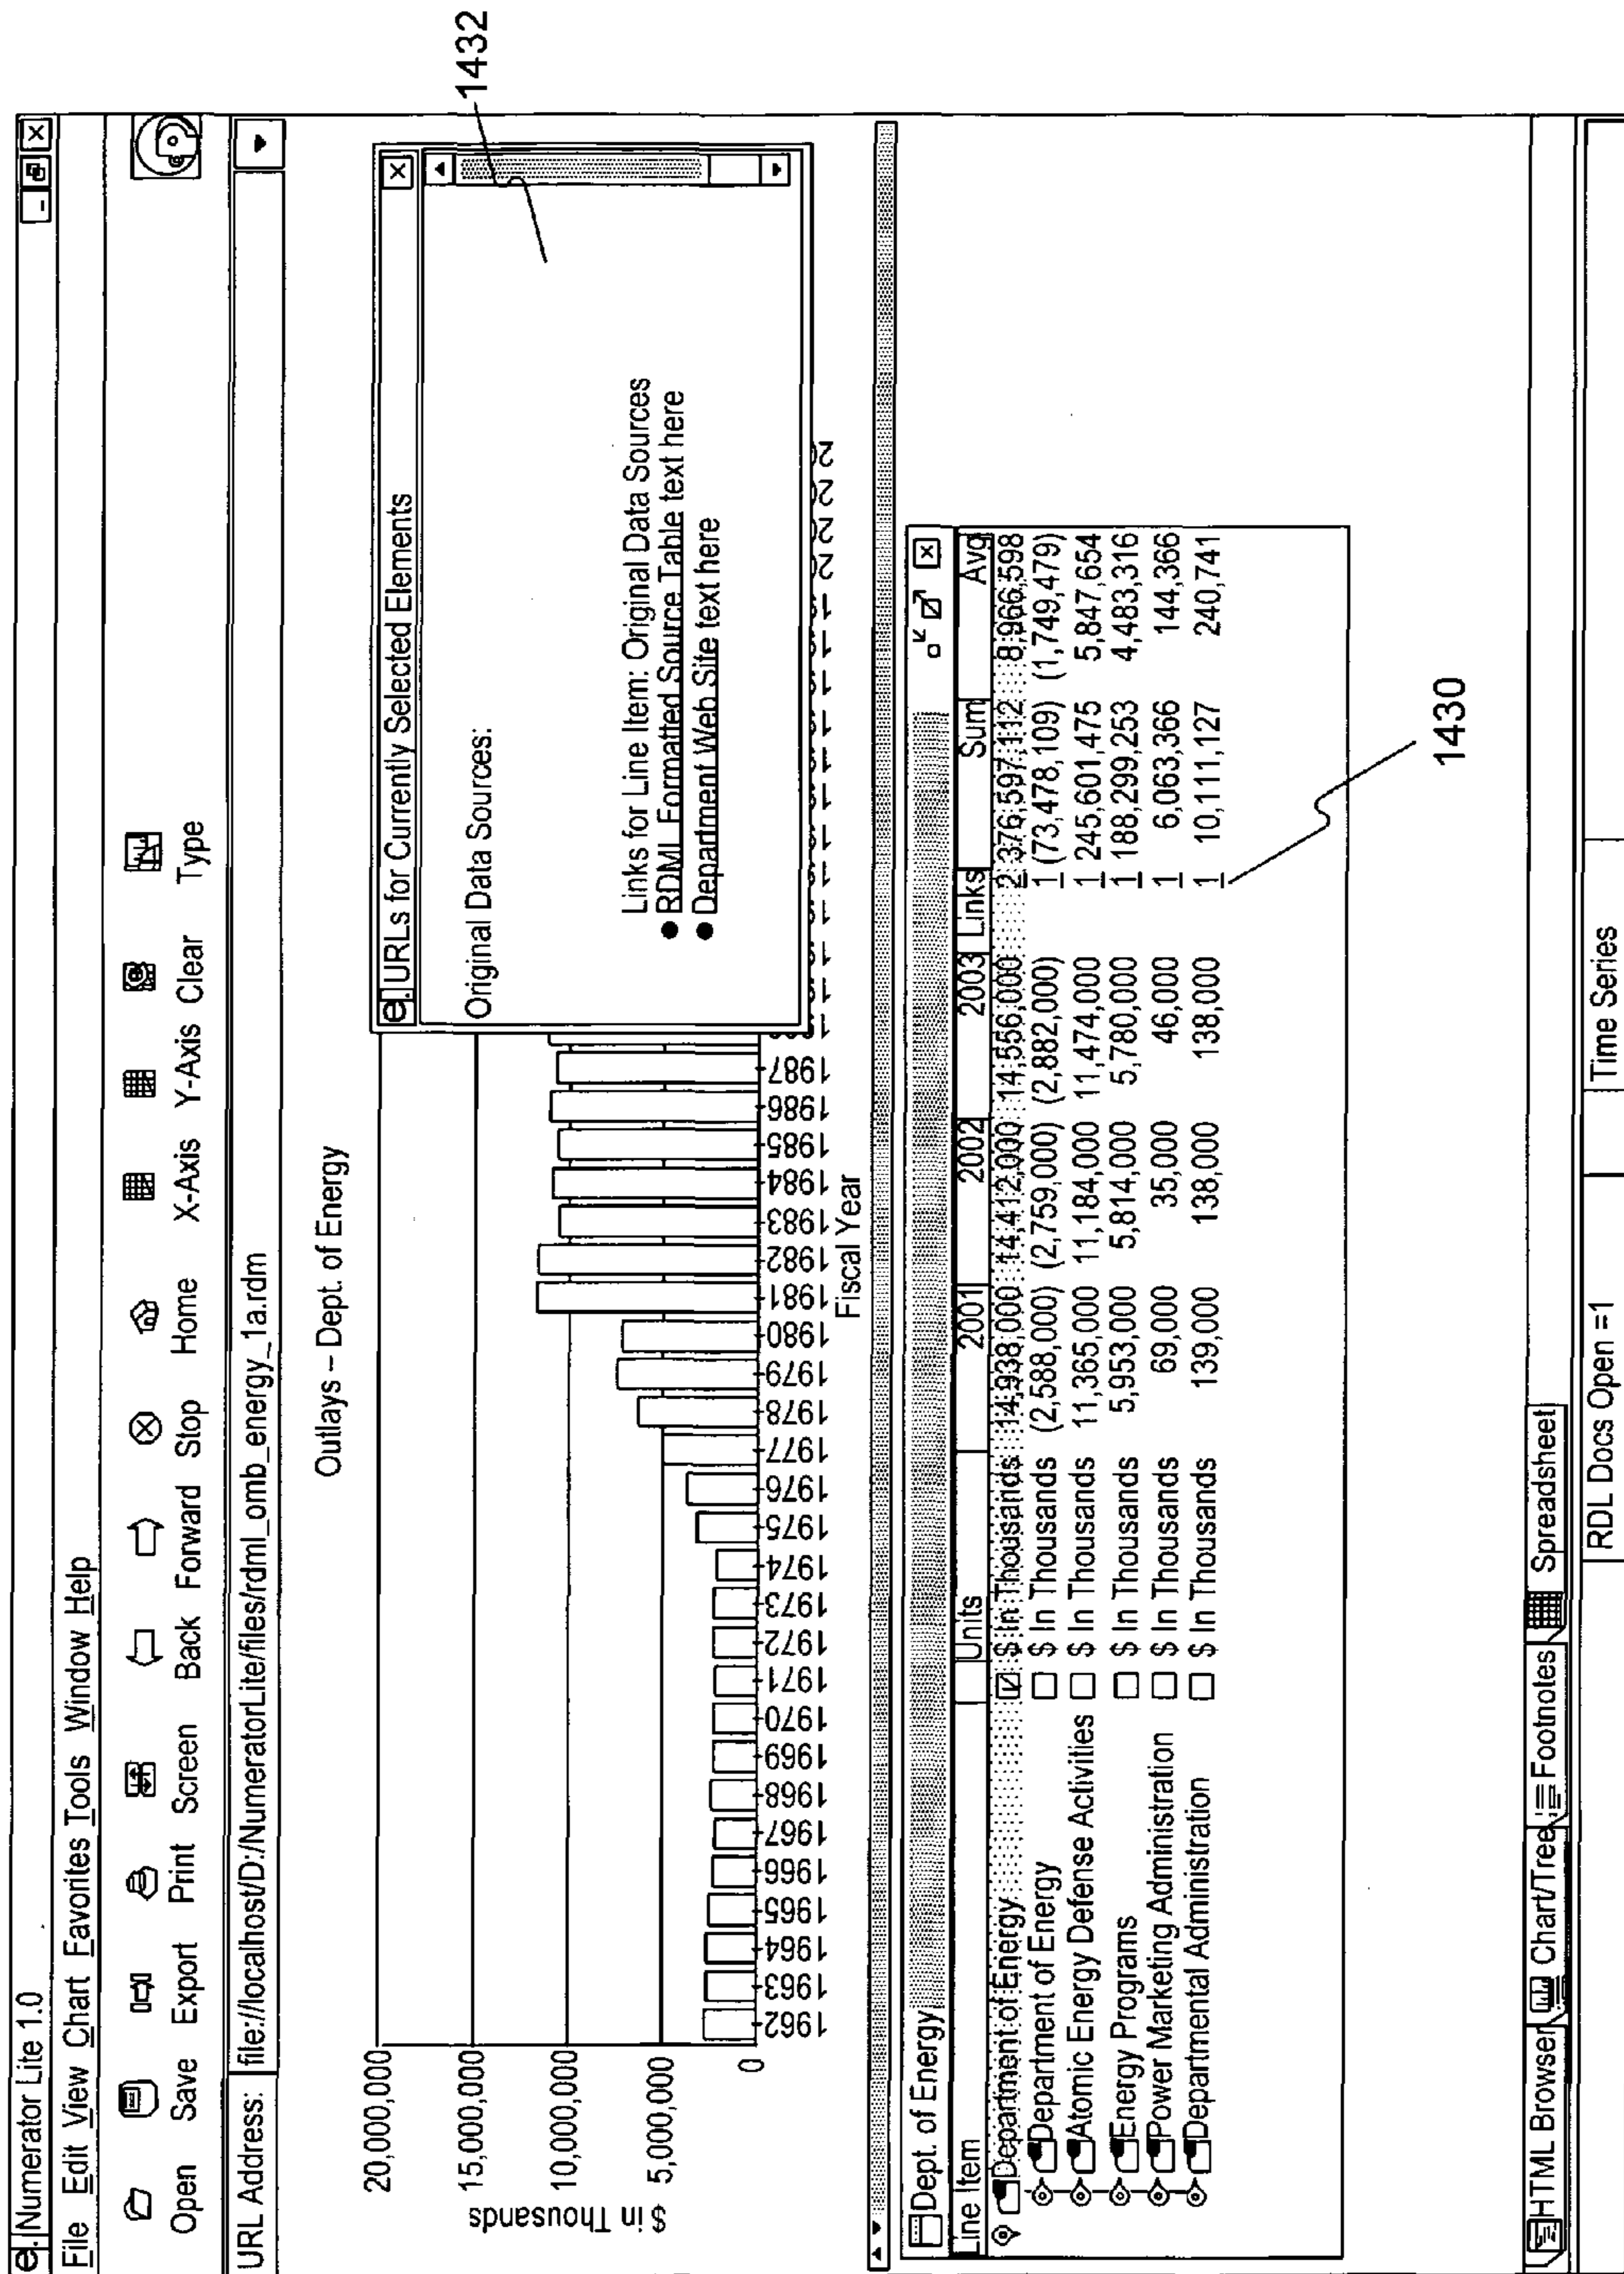 1432
e. Numerator Lite 1.0
File Edit View Chart Favorites Tools Window Help
Open Save Export Print Screen Back Forward Stop Home X-Axis Y-Axis Clear Type
URL Address: file://localhost/D:/NumeratorLite/files/rdml_omb_energy_1a.rdm
Outlays – Dept. of Energy
20,000,000
15,000,000
10,000,000
5,000,000
0
$ in Thousands
1962 1963 1964 1965 1966 1967 1968 1969 1970 1971 1972 1973 1974 1975 1976 1977 1978 1979 1980 1981 1982 1983 1984 1985 1986 1987
Fiscal Year
e. URLs for Currently Selected Elements
Original Data Sources:
Links for Line Item: Original Data Sources
● RDML Formatted Source Table text here
● Department Web Site text here
Dept. of Energy
Line Item Units 2001 2002 2003 Links Sum Avg
Department of Energy $ In Thousands 14,938,000 14,412,000 14,556,000 2 376,597,112 8,966,598
Department of Energy $ In Thousands (2,588,000) (2,759,000) (2,882,000) 1 (73,478,109) (1,749,479)
Atomic Energy Defense Activities $ In Thousands 11,365,000 11,184,000 11,474,000 1 245,601,475 5,847,654
Energy Programs $ In Thousands 5,953,000 5,814,000 5,780,000 1 188,299,253 4,483,316
Power Marketing Administration $ In Thousands 69,000 35,000 46,000 1 6,063,366 144,366
Departmental Administration $ In Thousands 139,000 138,000 138,000 1 10,111,127 240,741
1430
HTML Browser Chart/Tree Footnotes Spreadsheet
RDL Docs Open =1 Time Series